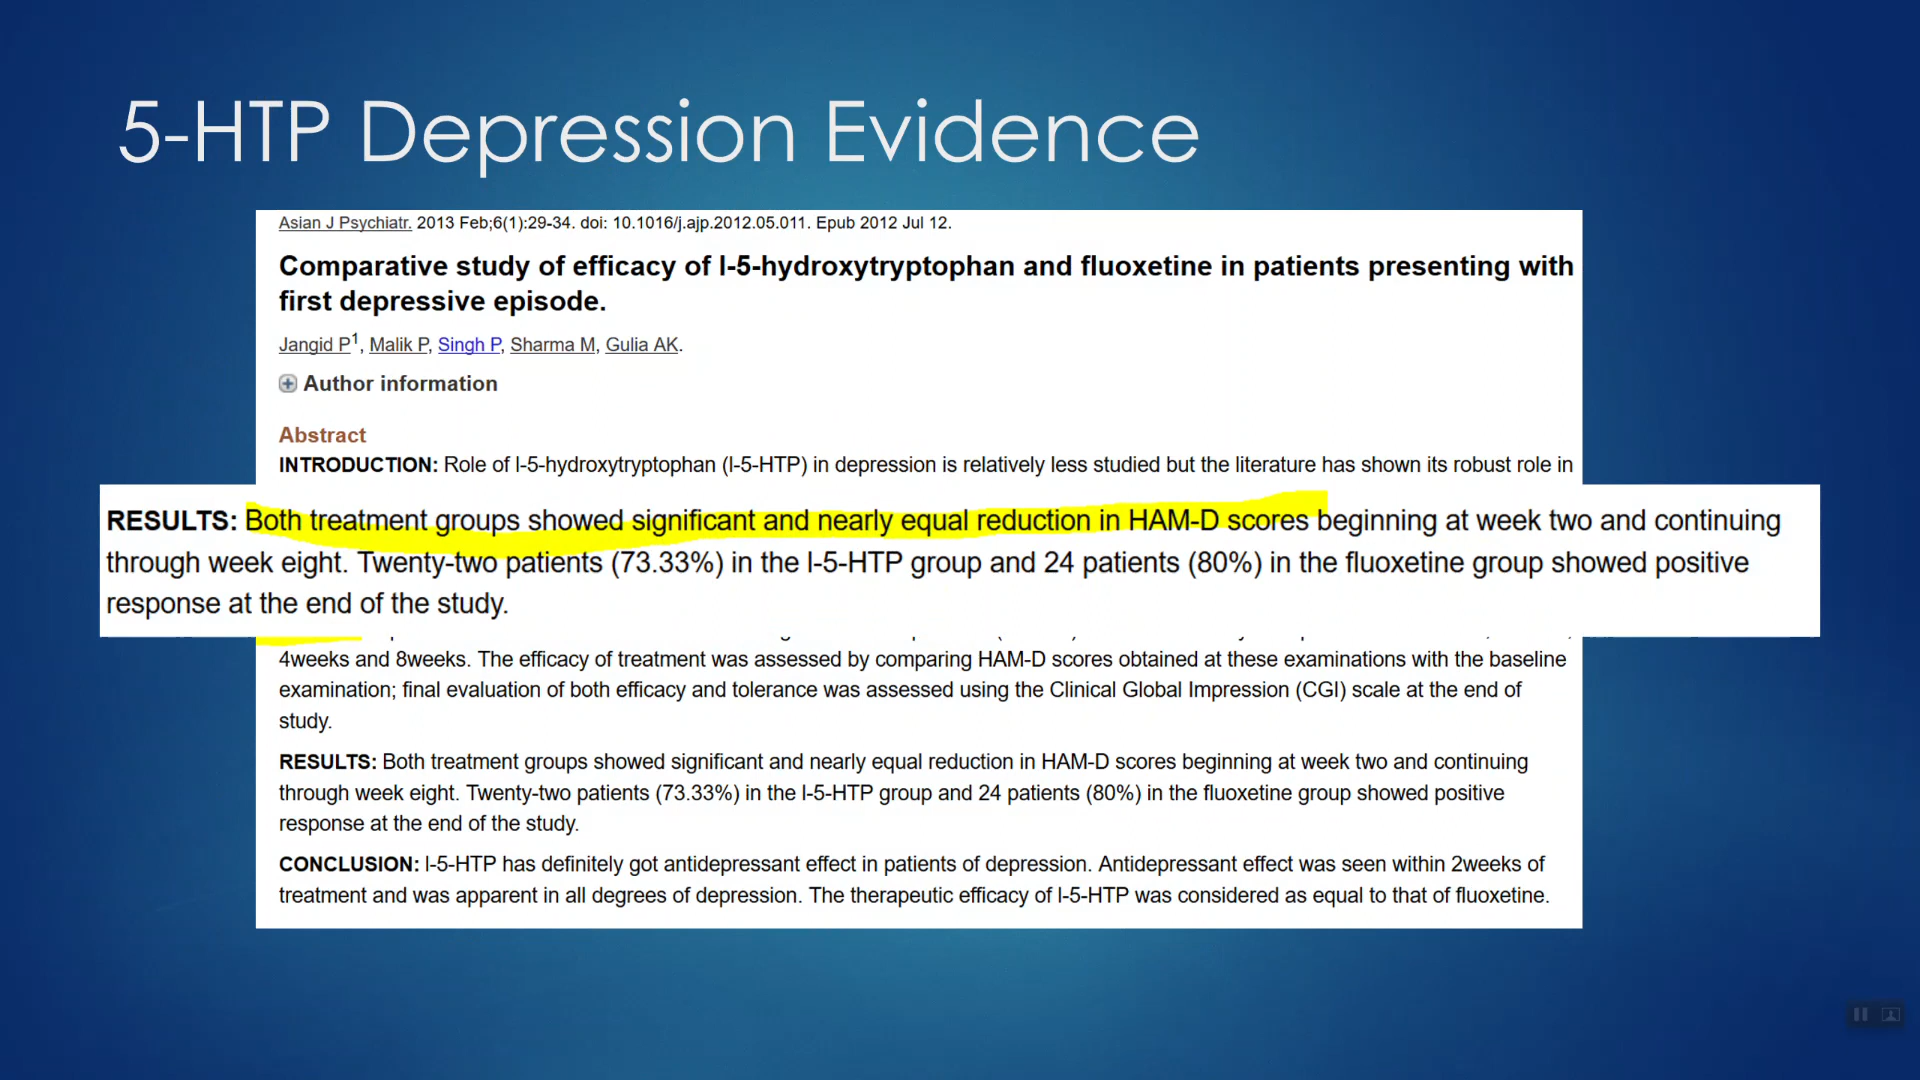 5-HTP Depression Evidence
Asian J Psychiatr. 2013 Feb;6(1):29-34. doi: 10.1016/j.ajp.2012.05.011. Epub 2012 Jul 12.
Comparative study of efficacy of l-5-hydroxytryptophan and fluoxetine in patients presenting with
first depressive episode.
Jangid P1, Malik P, Singh P, Sharma M, Gulia AK.
Author information
Abstract
INTRODUCTION: Role of l-5-hydroxytryptophan (l-5-HTP) in depression is relatively less studied but the literature has shown its robust role in
RESULTS: Both treatment groups showed significant and nearly equal reduction in HAM-D scores beginning at week two and continuing
through week eight. Twenty-two patients (73.33%) in the l-5-HTP group and 24 patients (80%) in the fluoxetine group showed positive
response at the end of the study.
4weeks and 8weeks. The efficacy of treatment was assessed by comparing HAM-D scores obtained at these examinations with the baseline
examination; final evaluation of both efficacy and tolerance was assessed using the Clinical Global Impression (CGI) scale at the end of
study.
RESULTS: Both treatment groups showed significant and nearly equal reduction in HAM-D scores beginning at week two and continuing
through week eight. Twenty-two patients (73.33%) in the l-5-HTP group and 24 patients (80%) in the fluoxetine group showed positive
response at the end of the study.
CONCLUSION: l-5-HTP has definitely got antidepressant effect in patients of depression. Antidepressant effect was seen within 2weeks of
treatment and was apparent in all degrees of depression. The therapeutic efficacy of l-5-HTP was considered as equal to that of fluoxetine.